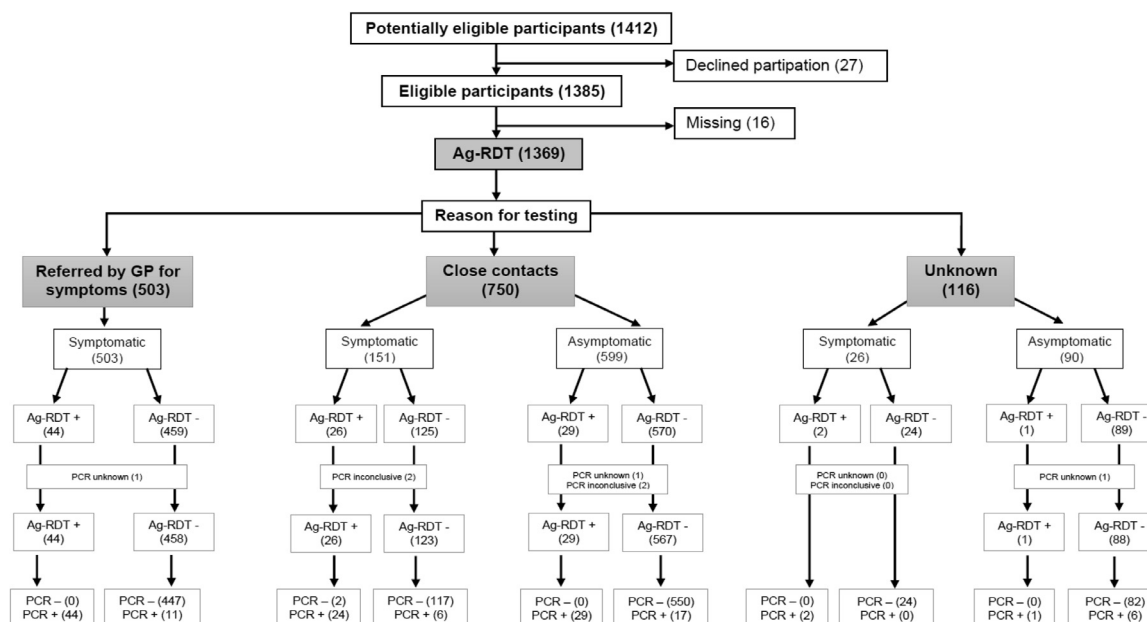 Potentially eligible participants (1412)
Declined partipation (27)
Eligible participants (1385)
Missing (16)
Ag-RDT (1369)
Reason for testing
Referred by GP for
symptoms (503)
Close contacts
(750)
Unknown
(116)
Symptomatic
(503)
Symptomatic
(151)
Asymptomatic
(599)
Symptomatic
(26)
Asymptomatic
(90)
Ag-RDT +
(44)
Ag-RDT -
(459)
Ag-RDT +
(26)
Ag-RDT -
(125)
Ag-RDT +
(29)
Ag-RDT -
(570)
Ag-RDT +
(2)
Ag-RDT -
(24)
Ag-RDT +
(1)
Ag-RDT -
(89)
PCR unknown (1)
PCR inconclusive (2)
PCR unknown (1)
PCR inconclusive (2)
PCR unknown (0)
PCR inconclusive (0)
PCR unknown (1)
Ag-RDT +
(44)
Ag-RDT -
(458)
Ag-RDT +
(26)
Ag-RDT -
(123)
Ag-RDT +
(29)
Ag-RDT -
(567)
Ag-RDT +
(1)
Ag-RDT -
(88)
PCR – (0)
PCR + (44)
PCR – (447)
PCR + (11)
PCR – (2)
PCR + (24)
PCR – (117)
PCR + (6)
PCR – (0)
PCR + (29)
PCR – (550)
PCR + (17)
PCR – (0)
PCR + (2)
PCR – (24)
PCR + (0)
PCR – (0)
PCR + (1)
PCR – (82)
PCR + (6)